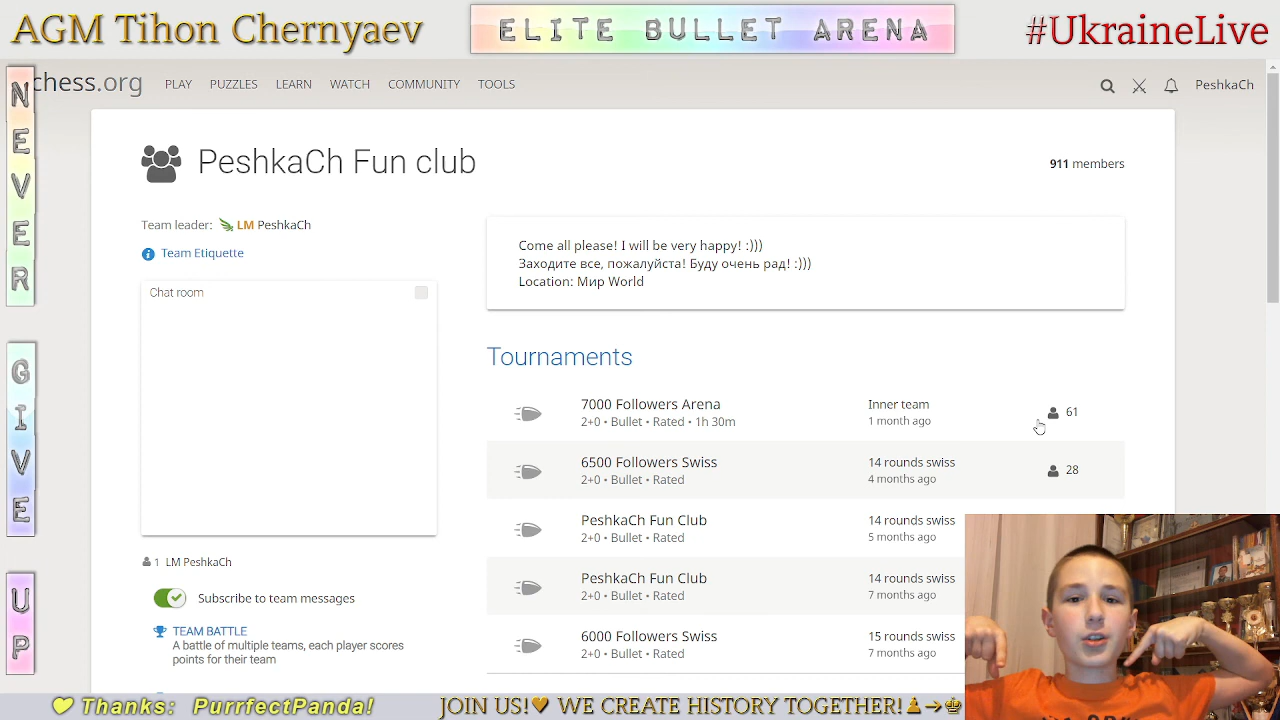 AGM Tihon Chernyaev
ELITE BULLET ARENA
#UkraineLive
NEVER
GIVE
UP
chess.org
PLAY PUZZLES LEARN WATCH COMMUNITY TOOLS
PeshkaCh
PeshkaCh Fun club
911 members
Team leader: LM PeshkaCh
Team Etiquette
Chat room
Come all please! I will be very happy! :)))
Заходите все, пожалуйста! Буду очень рад! :)))
Location: Мир World
Tournaments
7000 Followers Arena
2+0 • Bullet • Rated • 1h 30m
Inner team
1 month ago
61
6500 Followers Swiss
2+0 • Bullet • Rated
14 rounds swiss
4 months ago
28
PeshkaCh Fun Club
2+0 • Bullet • Rated
14 rounds swiss
5 months ago
PeshkaCh Fun Club
2+0 • Bullet • Rated
14 rounds swiss
7 months ago
6000 Followers Swiss
2+0 • Bullet • Rated
15 rounds swiss
7 months ago
1 LM PeshkaCh
Subscribe to team messages
TEAM BATTLE
A battle of multiple teams, each player scores
points for their team
Thanks: PurrfectPanda!
JOIN US!♥ WE CREATE HISTORY TOGETHER!♟→♚